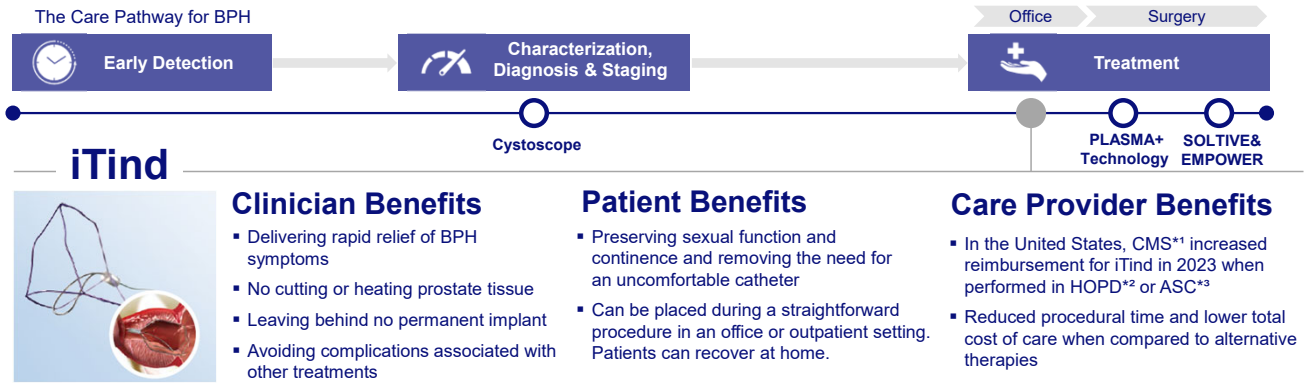 The Care Pathway for BPH
Office
Surgery
Early Detection
Characterization,
Diagnosis & Staging
Treatment
Cystoscope
PLASMA+
Technology
SOLTIVE&
EMPOWER
iTind
Clinician Benefits
▪ Delivering rapid relief of BPH
symptoms
▪ No cutting or heating prostate tissue
▪ Leaving behind no permanent implant
▪ Avoiding complications associated with
other treatments
Patient Benefits
▪ Preserving sexual function and
continence and removing the need for
an uncomfortable catheter
▪ Can be placed during a straightforward
procedure in an office or outpatient setting.
Patients can recover at home.
Care Provider Benefits
▪ In the United States, CMS*¹ increased
reimbursement for iTind in 2023 when
performed in HOPD*² or ASC*³
▪ Reduced procedural time and lower total
cost of care when compared to alternative
therapies